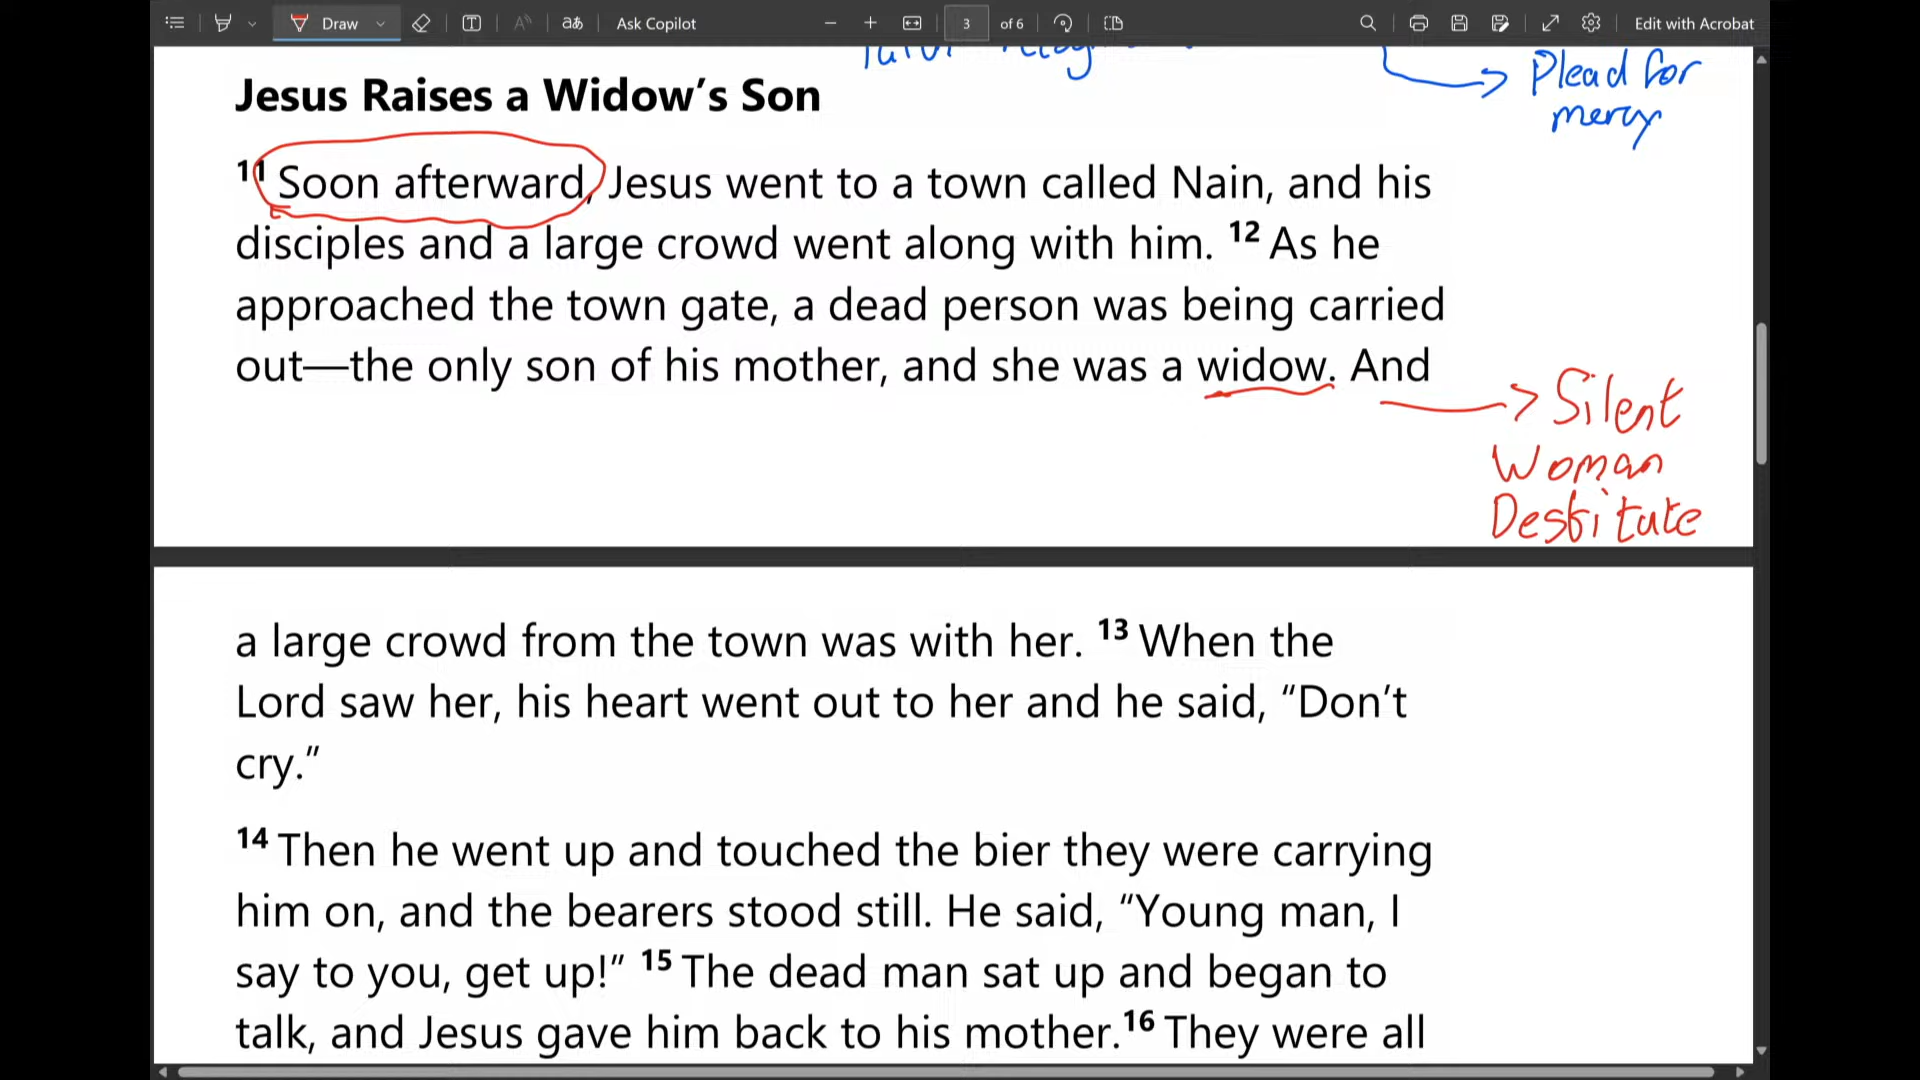 Draw
aあ
Ask Copilot
3
of 6
Edit with Acrobat
Plead for
mercy
Jesus Raises a Widow’s Son
11 Soon afterward, Jesus went to a town called Nain, and his
disciples and a large crowd went along with him. 12 As he
approached the town gate, a dead person was being carried
out—the only son of his mother, and she was a widow. And
Silent
Woman
Destitute
a large crowd from the town was with her. 13 When the
Lord saw her, his heart went out to her and he said, “Don’t
cry.”
14 Then he went up and touched the bier they were carrying
him on, and the bearers stood still. He said, “Young man, I
say to you, get up!” 15 The dead man sat up and began to
talk, and Jesus gave him back to his mother.16 They were all